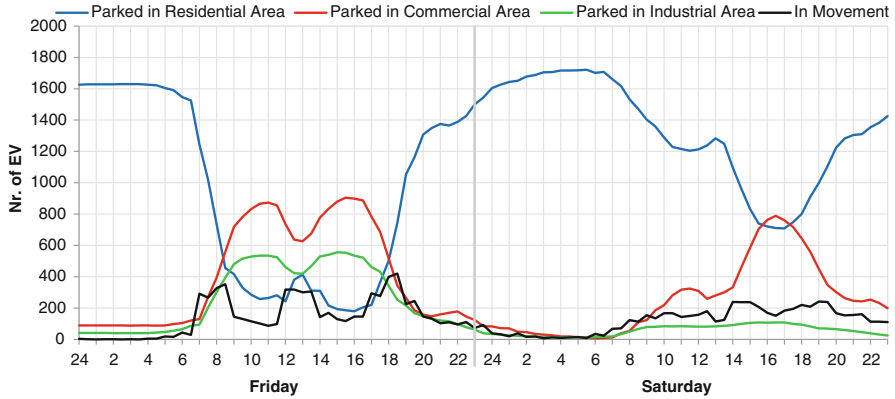 Parked in Residential Area Parked in Commercial Area Parked in Industrial Area In Movement
2000
1800
1600
1400
1200
1000
800
600
400
200
0
Nr. of EV
24 2 4 6 8 10 12 14 16 18 20 22 24 2 4 6 8 10 12 14 16 18 20 22
Friday Saturday